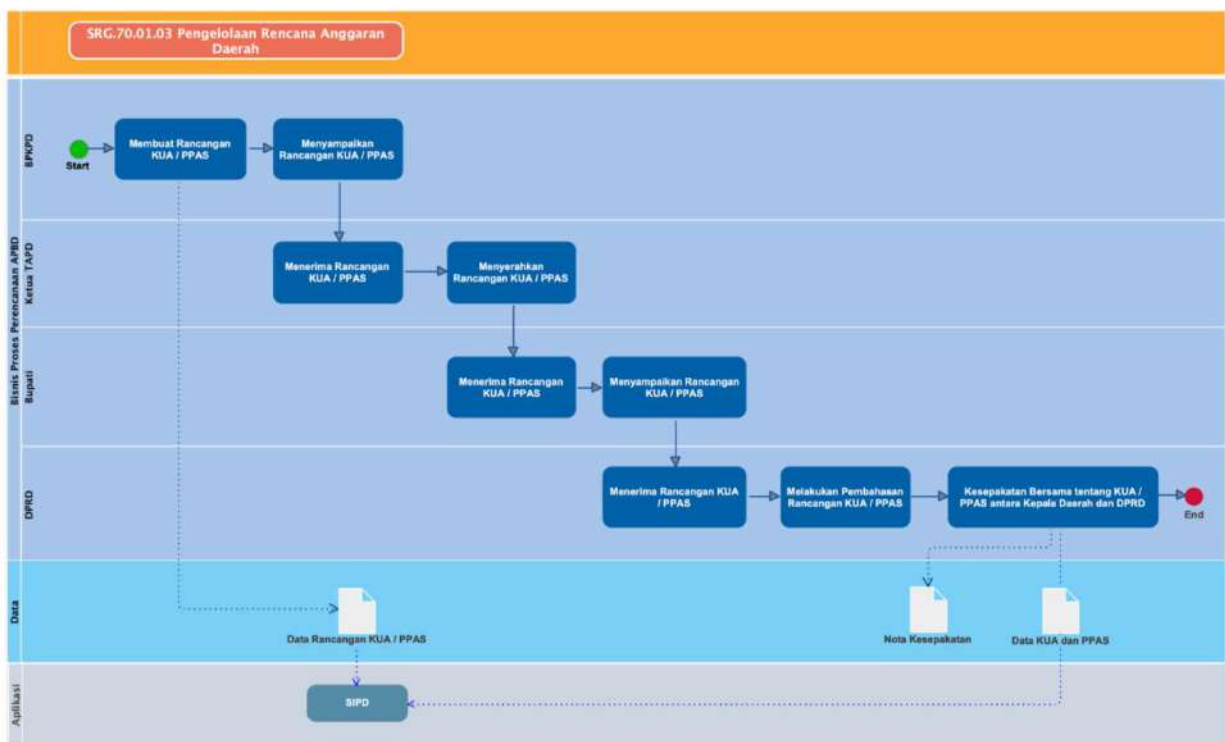 SRG.70.01.03 Pengelolaan Rencana Anggaran
Daerah
Bisnis Proses Perencanaan APBD
BPKPD
Start
Membuat Rancangan
KUA / PPAS
Menyampaikan
Rancangan KUA / PPAS
Ketua TAPD
Menerima Rancangan
KUA / PPAS
Menyerahkan
Rancangan KUA / PPAS
Bupati
Menerima Rancangan
KUA / PPAS
Menyampaikan Rancangan
KUA / PPAS
DPRD
Menerima Rancangan KUA
/ PPAS
Melakukan Pembahasan
Rancangan KUA / PPAS
Kesepakatan Bersama tentang KUA /
PPAS antara Kepala Daerah dan DPRD
End
Data
Data Rancangan KUA / PPAS
Nota Kesepakatan
Data KUA dan PPAS
Aplikasi
SIPD